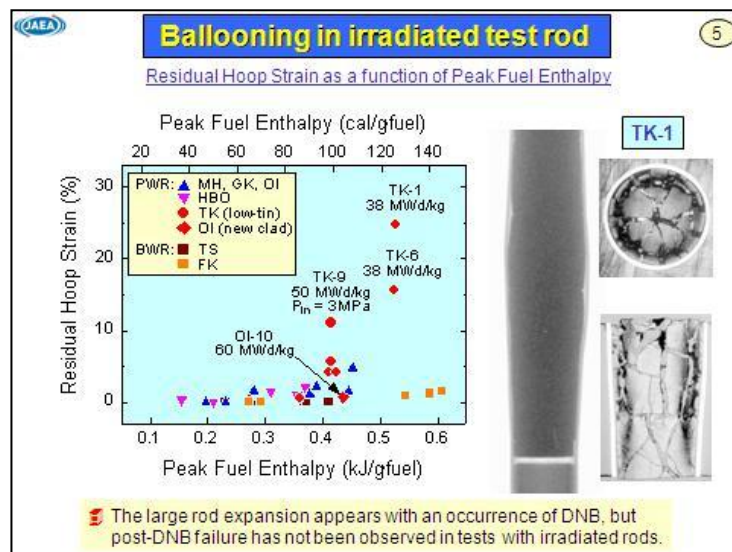 JAEA
Ballooning in irradiated test rod
5
Residual Hoop Strain as a function of Peak Fuel Enthalpy
Peak Fuel Enthalpy (cal/gfuel)
20 40 60 80 100 120 140
Residual Hoop Strain (%)
30
20
10
0
PWR: MH, GK, OI
HBO
TK (low-tin)
OI (new clad)
BWR: TS
FK
TK-1
38 MWd/kg
TK-6
38 MWd/kg
TK-9
50 MWd/kg
Pin = 3MPa
OI-10
60 MWd/kg
0.1 0.2 0.3 0.4 0.5 0.6
Peak Fuel Enthalpy (kJ/gfuel)
TK-1
The large rod expansion appears with an occurrence of DNB, but
post-DNB failure has not been observed in tests with irradiated rods.